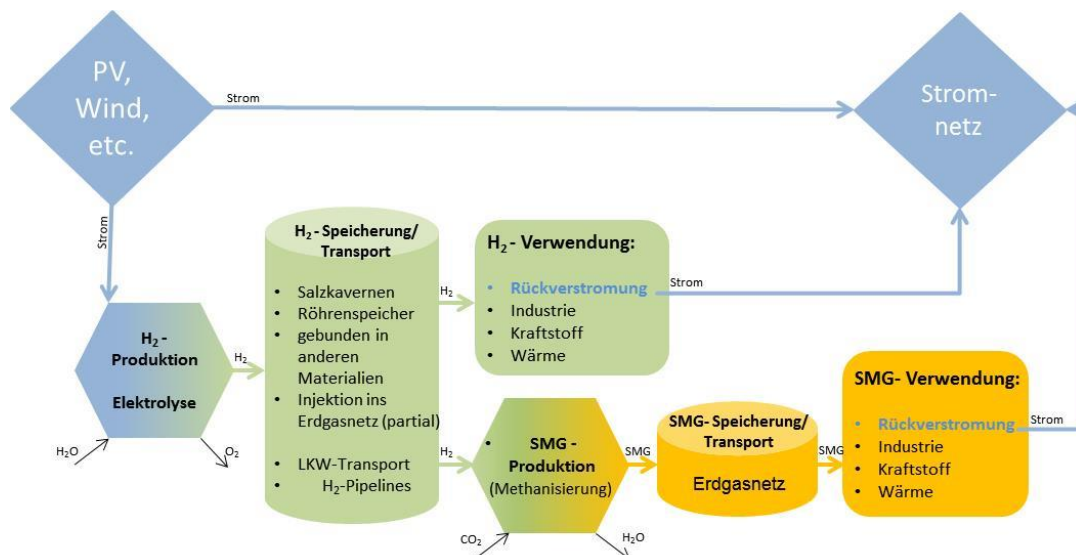 PV,
Wind,
etc.
Strom
Strom-
netz
Strom
H₂ -
Produktion
Elektrolyse
H₂O
O₂
H₂
H₂ - Speicherung/
Transport
• Salzkavernen
• Röhrenspeicher
• gebunden in
anderen
Materialien
• Injektion ins
Erdgasnetz (partial)
• LKW-Transport
• H₂-Pipelines
H₂
H₂ - Verwendung:
• Rückverstromung
• Industrie
• Kraftstoff
• Wärme
Strom
H₂
• SMG -
Produktion
(Methanisierung)
CO₂
H₂O
SMG
SMG- Speicherung/
Transport
Erdgasnetz
SMG
SMG- Verwendung:
• Rückverstromung
• Industrie
• Kraftstoff
• Wärme
Strom